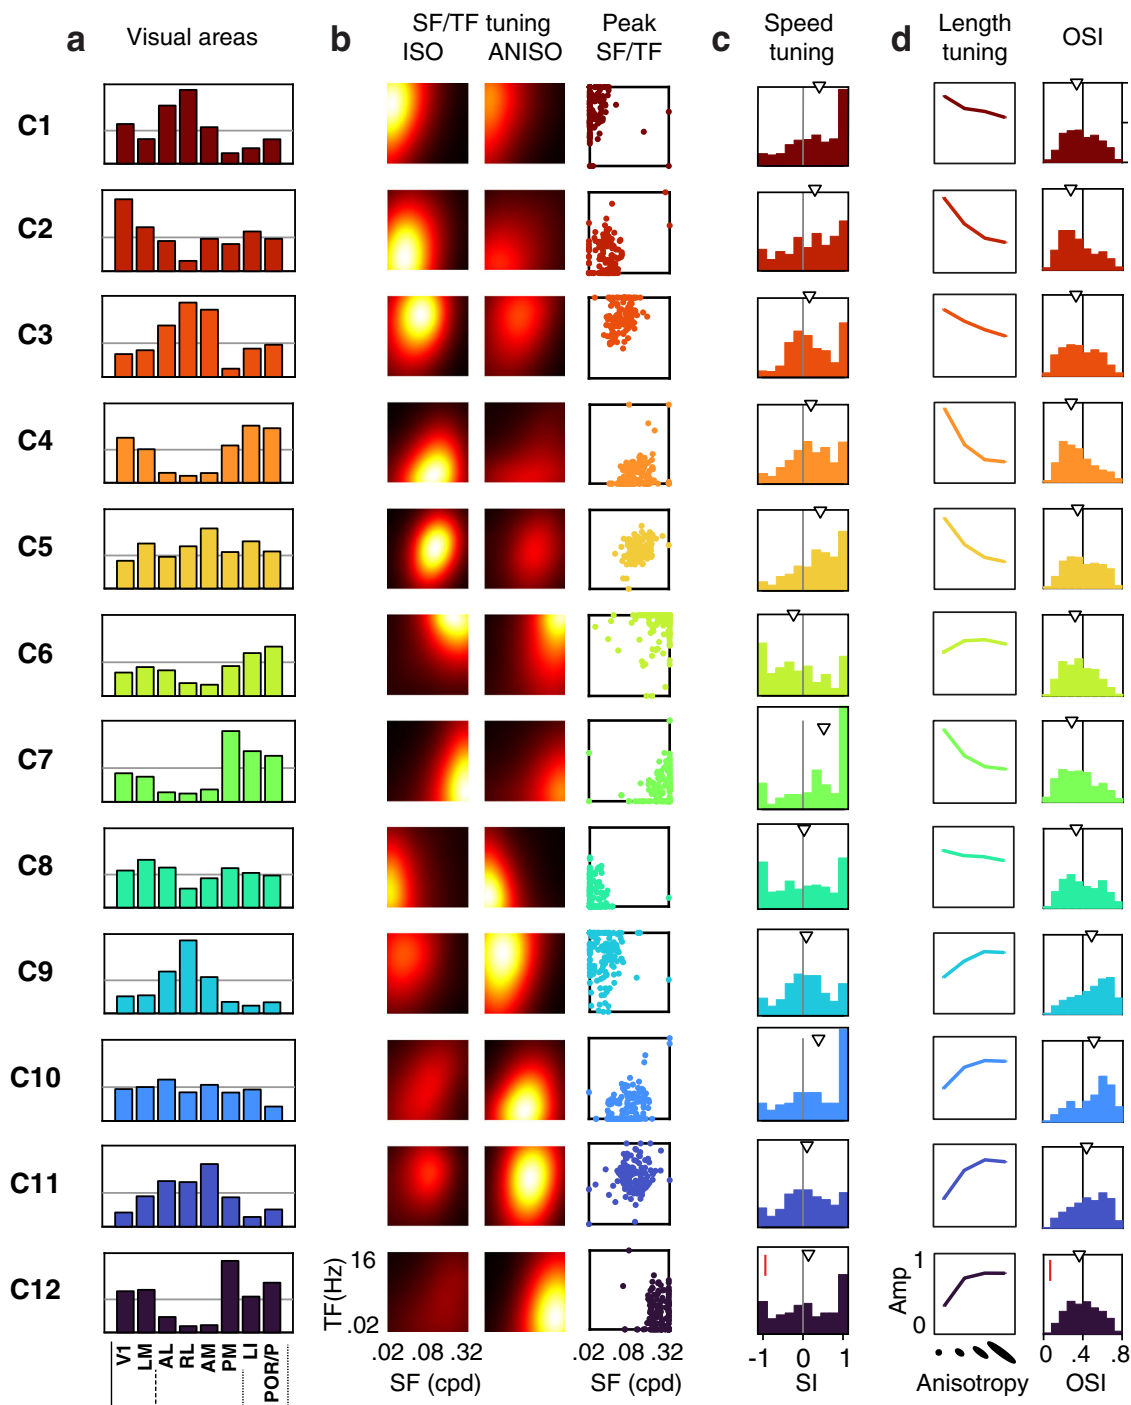 a Visual areas b SF/TF tuning ISO ANISO Peak SF/TF c Speed tuning d Length tuning OSI
C1
C2
C3
C4
C5
C6
C7
C8
C9
C10
C11
C12
V1 LM AL RL AM PM LI POR/P
TF(Hz) 16 .02
.02 .08 .32 .02 .08 .32
SF (cpd) SF (cpd)
-1 0 1
SI
Amp 1 0
Anisotropy
0 .4 .8
OSI